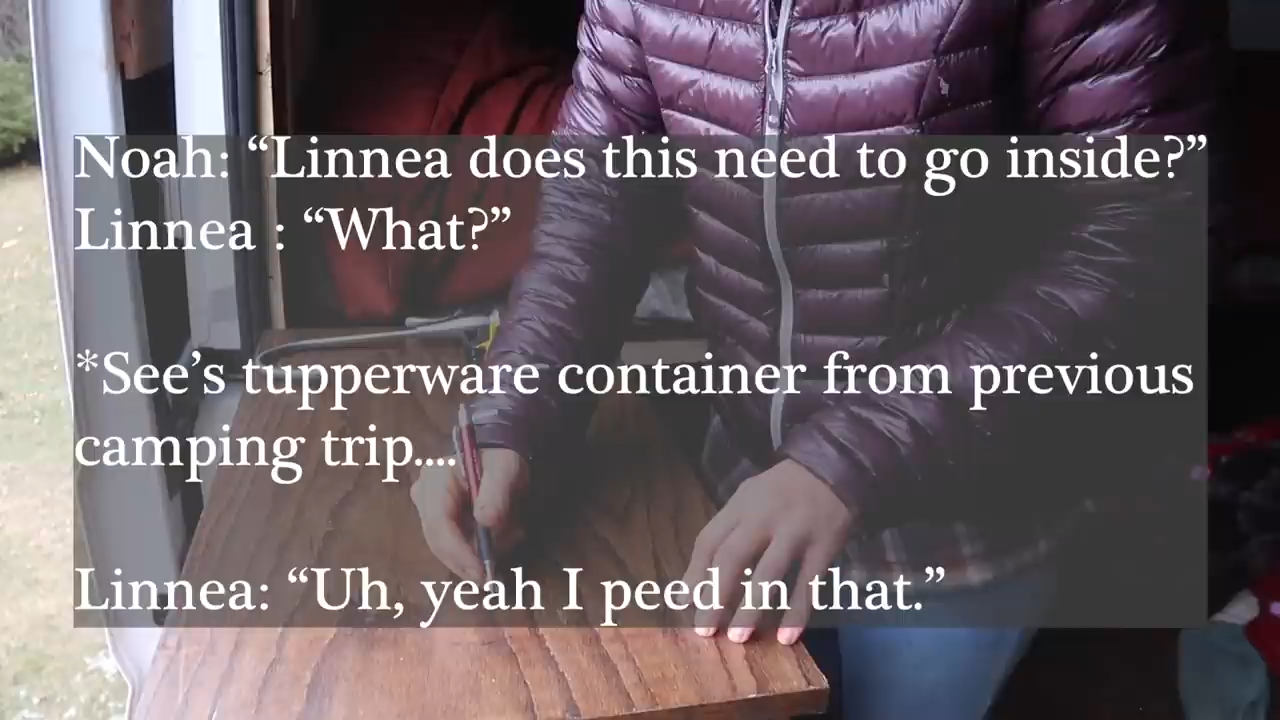 Noah: “Linnea does this need to go inside?”
Linnea : “What?”
*See’s tupperware container from previous
camping trip....
Linnea: “Uh, yeah I peed in that.”